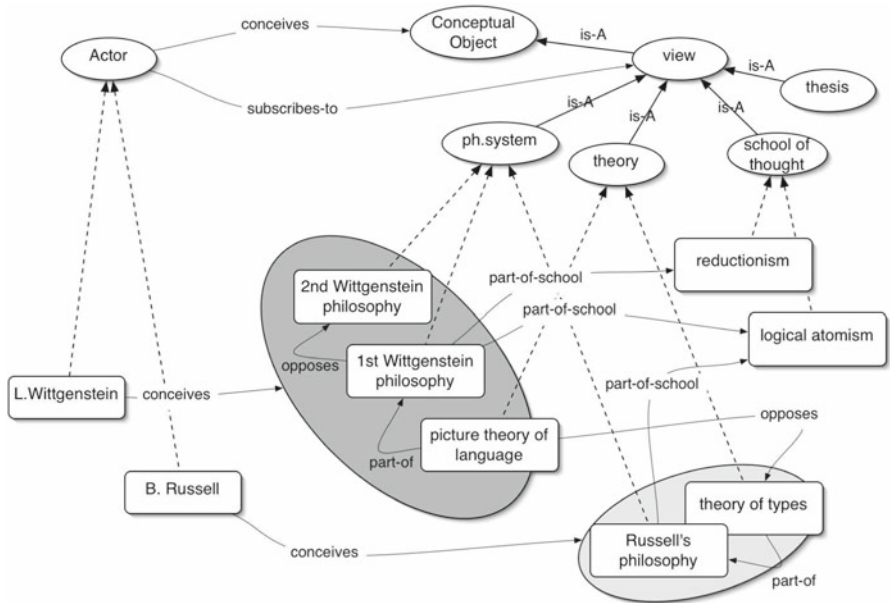 conceives
Conceptual
Object
is-A
Actor
view
is-A
thesis
subscribes-to
is-A
is-A
is-A
ph.system
theory
school of
thought
reductionism
2nd Wittgenstein
philosophy
part-of-school
part-of-school
logical atomism
opposes
1st Wittgenstein
philosophy
L.Wittgenstein
conceives
part-of-school
picture theory of
language
opposes
part-of
B. Russell
theory of types
Russell's
philosophy
conceives
part-of